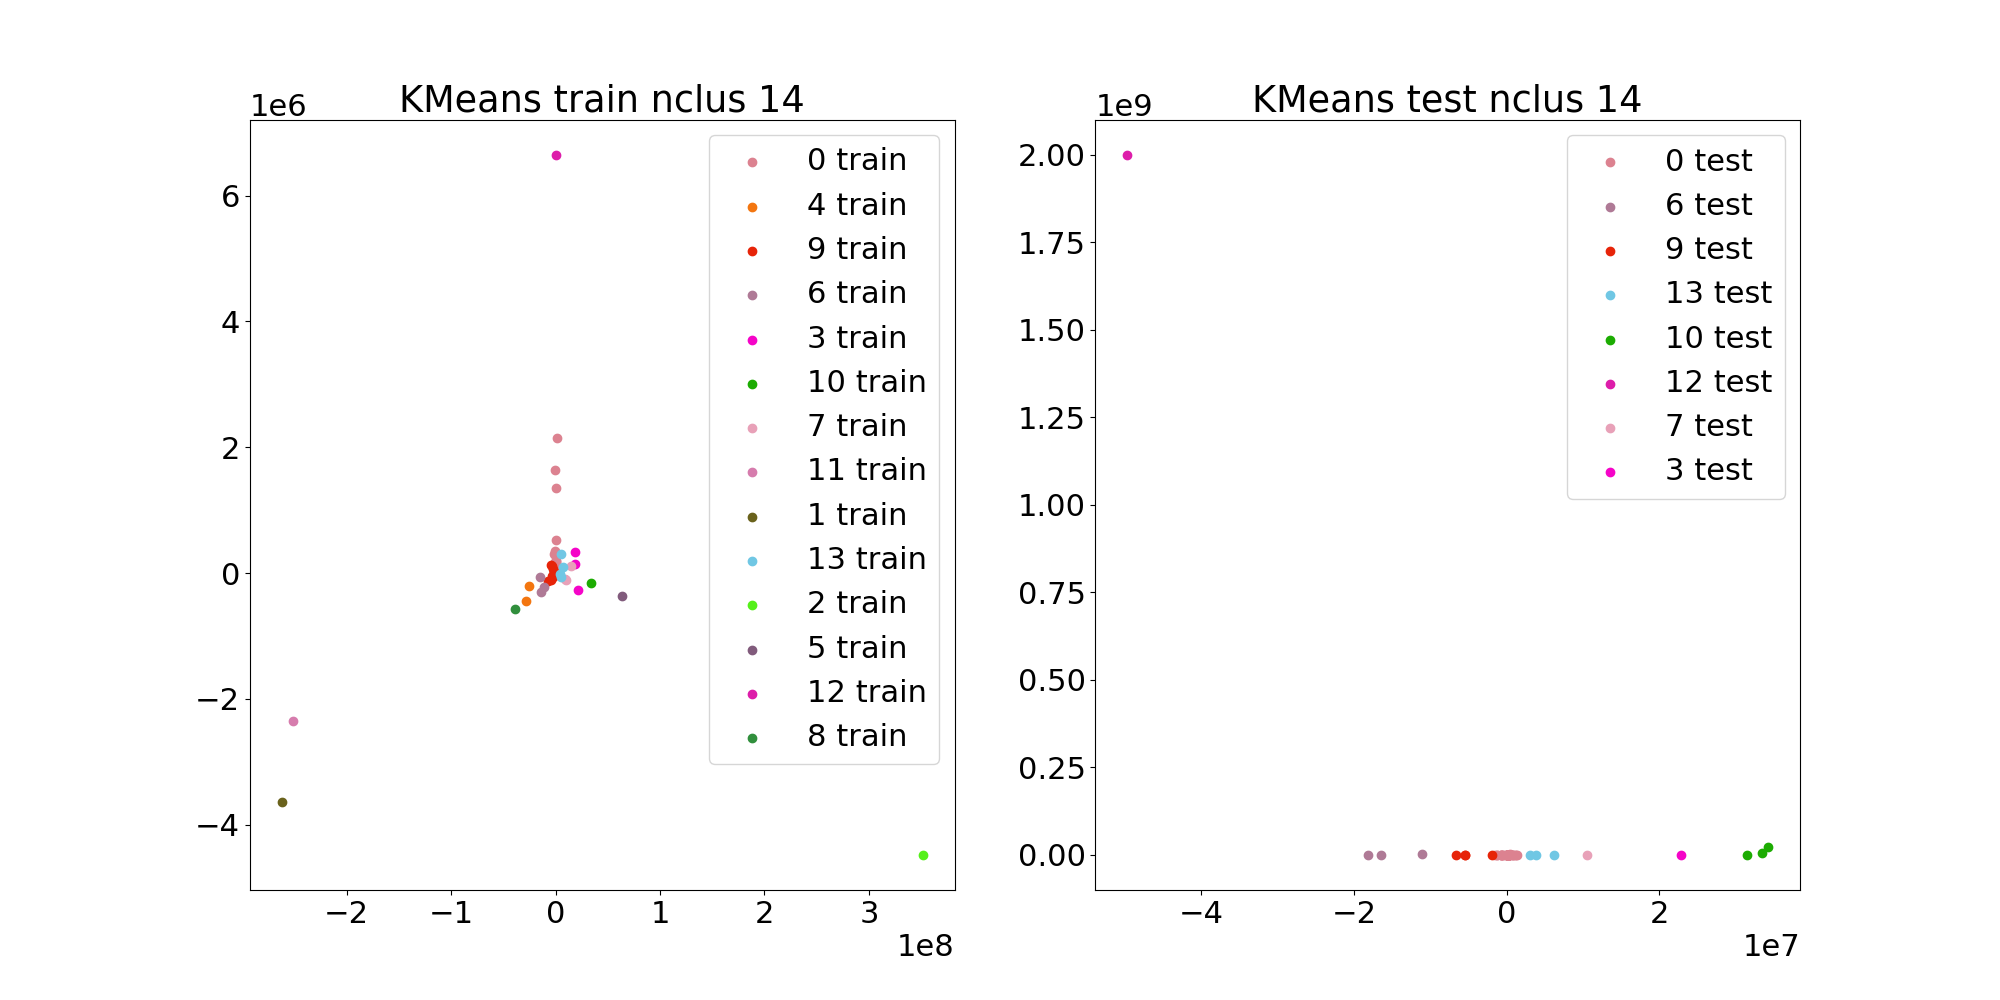 KMeans train nclus 14
1e6
6
4
2
0
−2
−4
−2
−1
0
1
2
3
1e8
0 train
4 train
9 train
6 train
3 train
10 train
7 train
11 train
1 train
13 train
2 train
5 train
12 train
8 train
KMeans test nclus 14
1e9
2.00
1.75
1.50
1.25
1.00
0.75
0.50
0.25
0.00
−4
−2
0
2
1e7
0 test
6 test
9 test
13 test
10 test
12 test
7 test
3 test